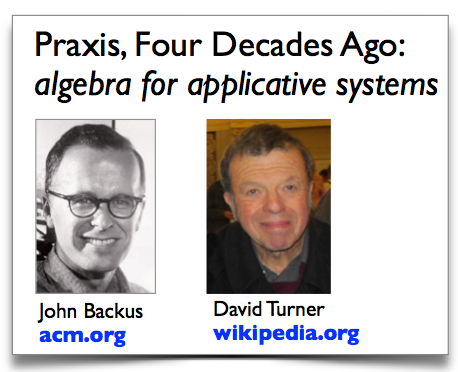 Praxis, Four Decades Ago:
algebra for applicative systems
John Backus
acm.org
David Turner
wikipedia.org